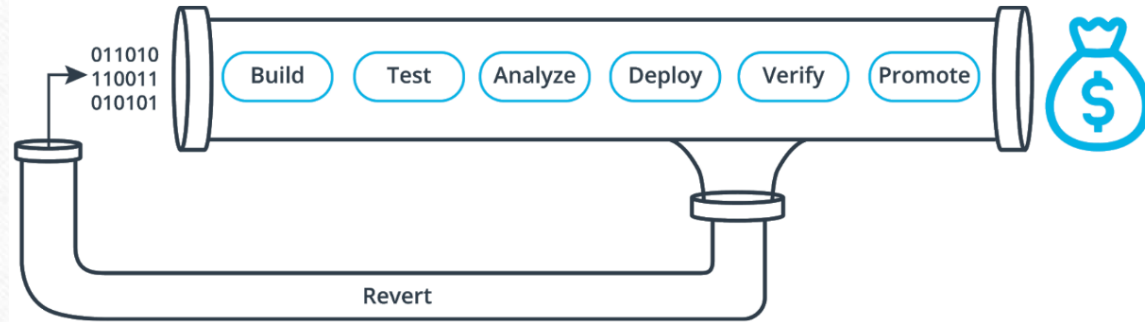 011010
110011
010101
Build Test Analyze Deploy Verify Promote
$
Revert